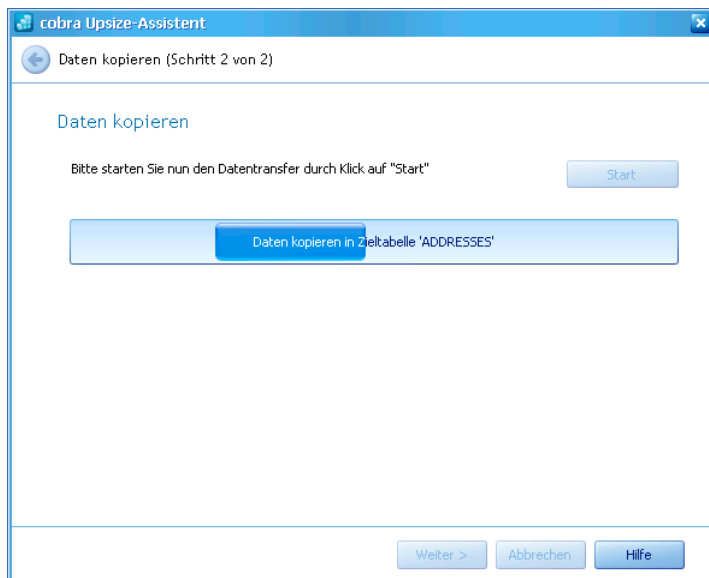 cobra Upsize-Assistent
Daten kopieren (Schritt 2 von 2)
Daten kopieren
Bitte starten Sie nun den Datentransfer durch Klick auf "Start"
Start
Daten kopieren in Zieltabelle 'ADDRESSES'
Weiter >
Abbrechen
Hilfe